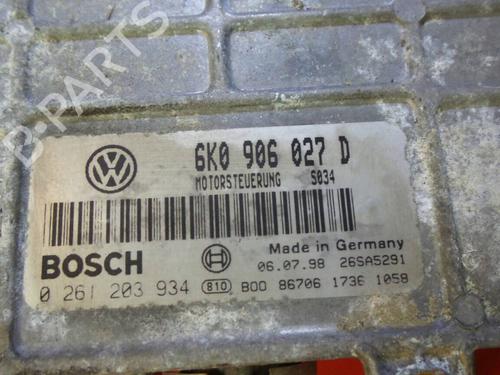 B-PARTS
6K0 906 027 D
MOTORSTEUERUNG S034
Made in Germany
BOSCH
06.07.98 26SA5291
0 261 203 934 810 B00 86706 1736 1058